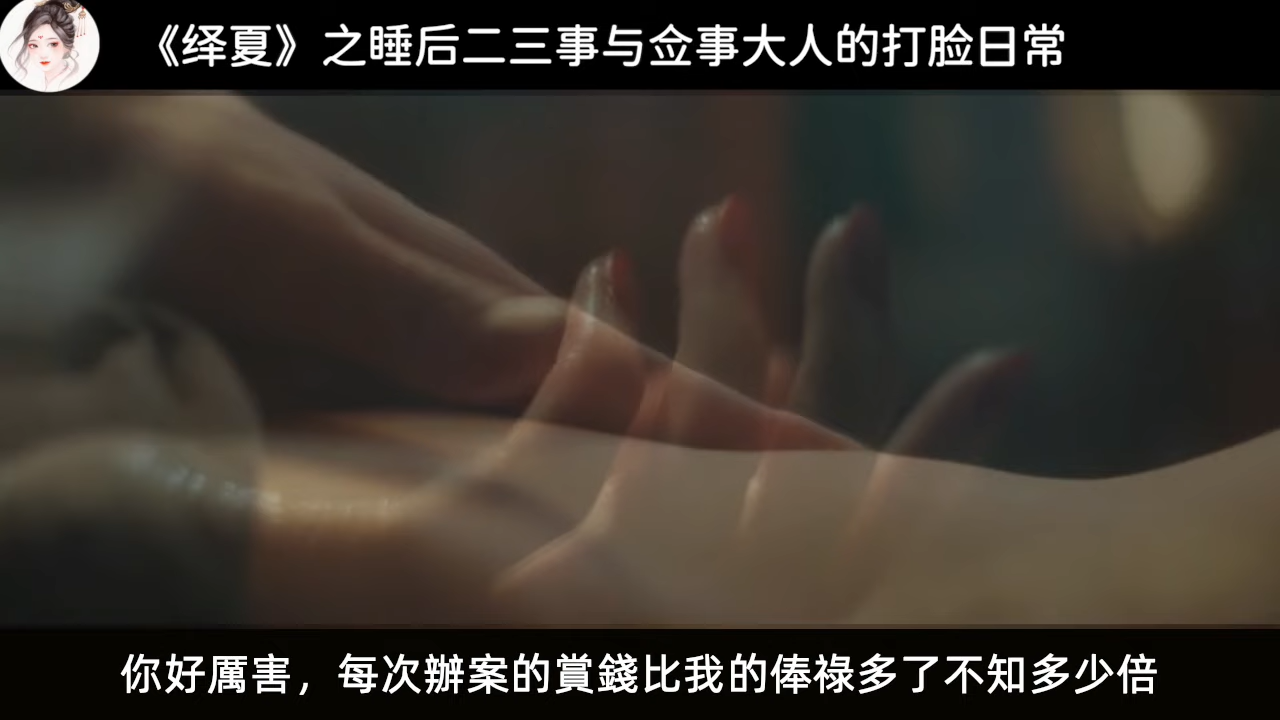 《绎夏》之睡后二三事与佥事大人的打脸日常
你好厲害，每次辦案的賞錢比我的俸祿多了不知多少倍